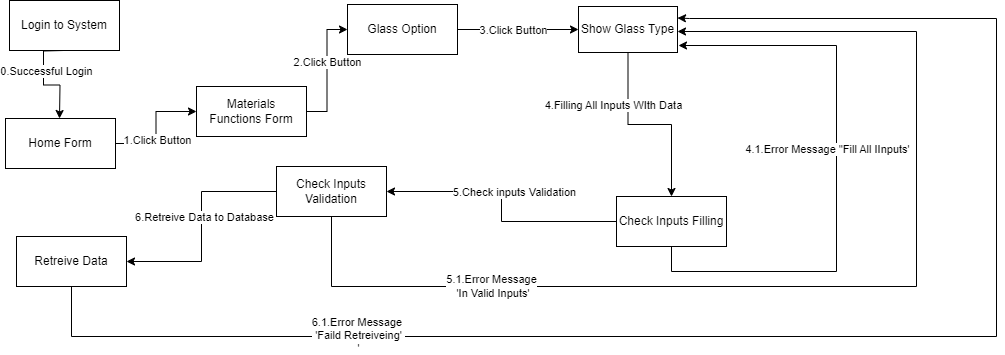 Login to System
Glass Option
3.Click Button
Show Glass Type
2.Click Button
0.Successful Login
Materials
Functions Form
4.Filling All Inputs WIth Data
Home Form
1.Click Button
4.1.Error Message "Fill All IInputs'
Check Inputs
Validation
5.Check inputs Validation
6.Retreive Data to Database
Check Inputs Filling
Retreive Data
5.1.Error Message
'In Valid Inputs'
6.1.Error Message
'Faild Retreiveing'
'